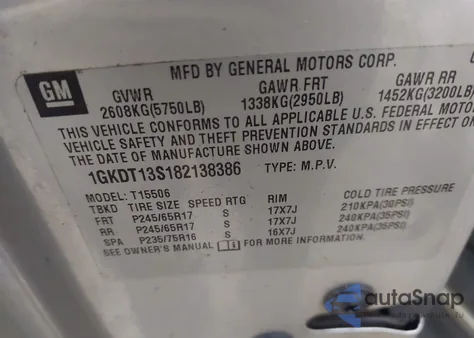 GM
MFD BY GENERAL MOTORS CORP.
GVWR GAWR FRT GAWR RR
2608KG(5750LB) 1338KG(2950LB) 1452KG(3200LB)
THIS VEHICLE CONFORMS TO ALL APPLICABLE U.S. FEDERAL MOTOR
VEHICLE SAFETY AND THEFT PREVENTION STANDARDS IN EFFECT
THE DATE OF MANUFACTURE SHOWN ABOVE.
1GKDT13S182138386 TYPE: M.P.V.
MODEL: T15506
TBKD TIRE SIZE SPEED RTG RIM COLD TIRE PRESSURE
FRT P245/65R17 S 17X7J 210KPA(30PSI)
RR P245/65R17 S 17X7J 240KPA(35PSI)
SPA P235/75R16 S 16X7J 240KPA(35PSI)
SEE OWNER'S MANUAL FOR MORE INFORMATION.
autoSnap